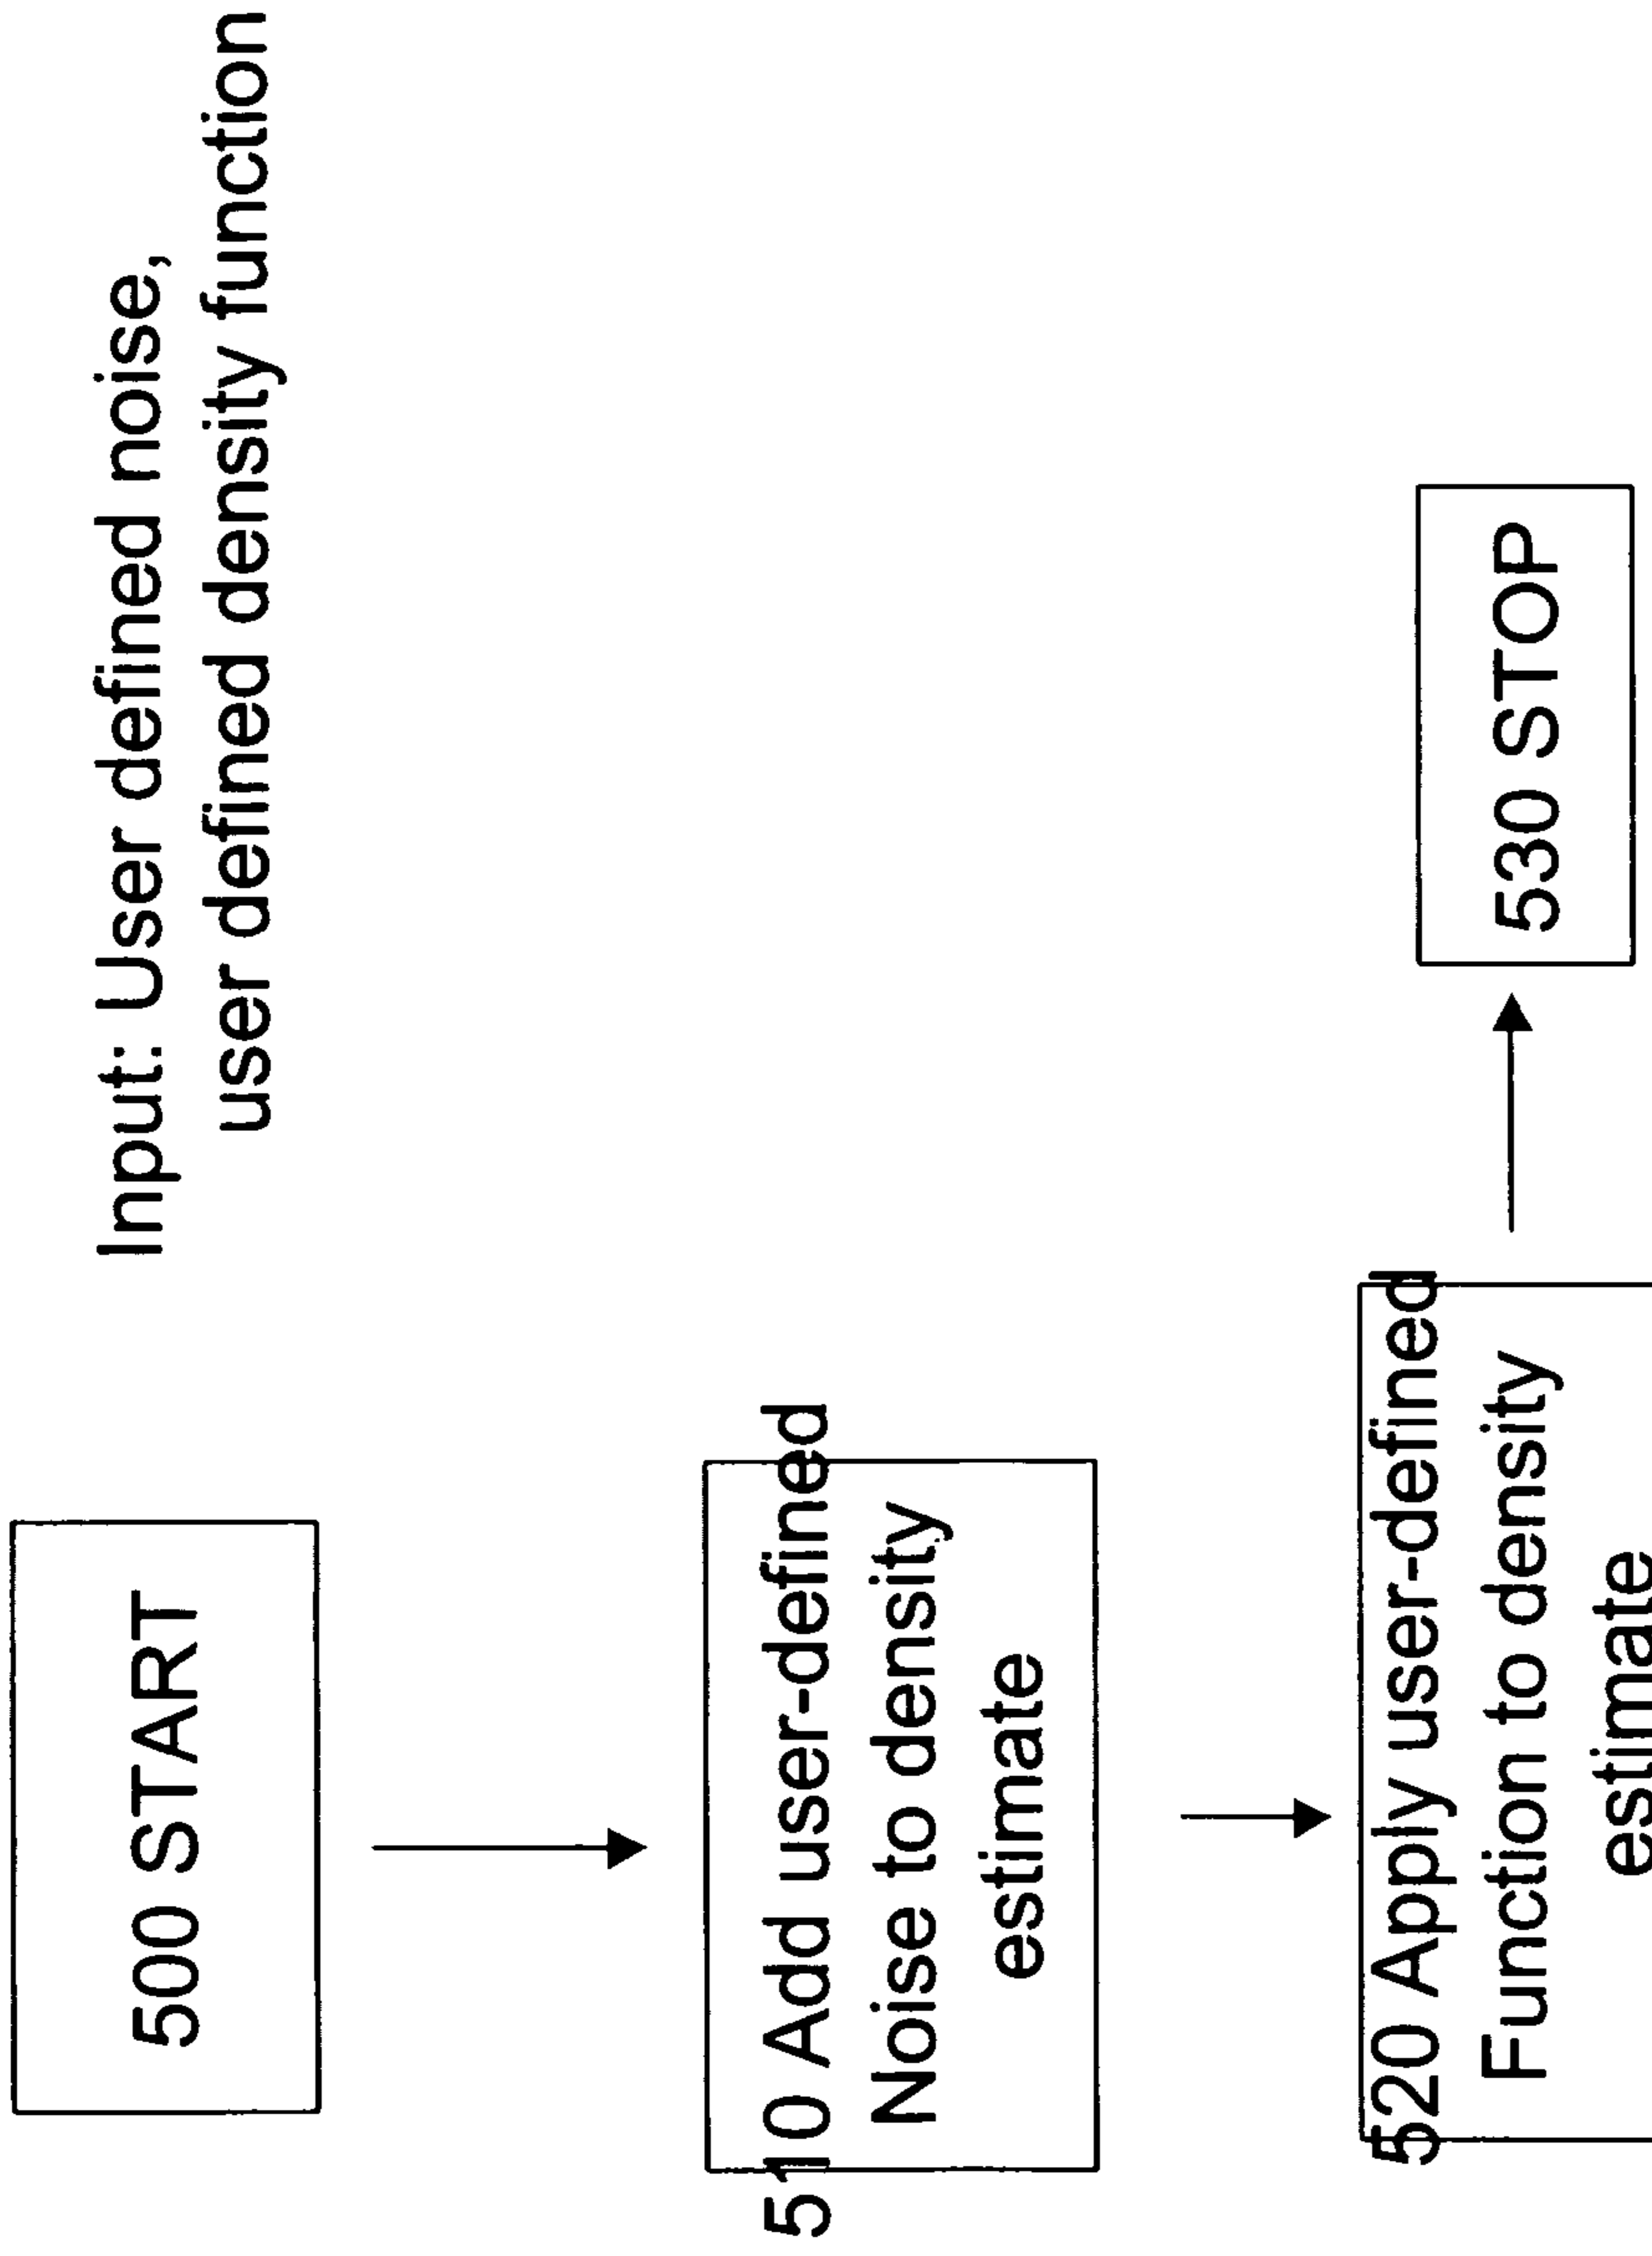 Input: User defined noise,
user defined density function
500 START
510 Add user-defined
Noise to density
estimate
520 Apply user-defined
Function to density
estimate
530 STOP